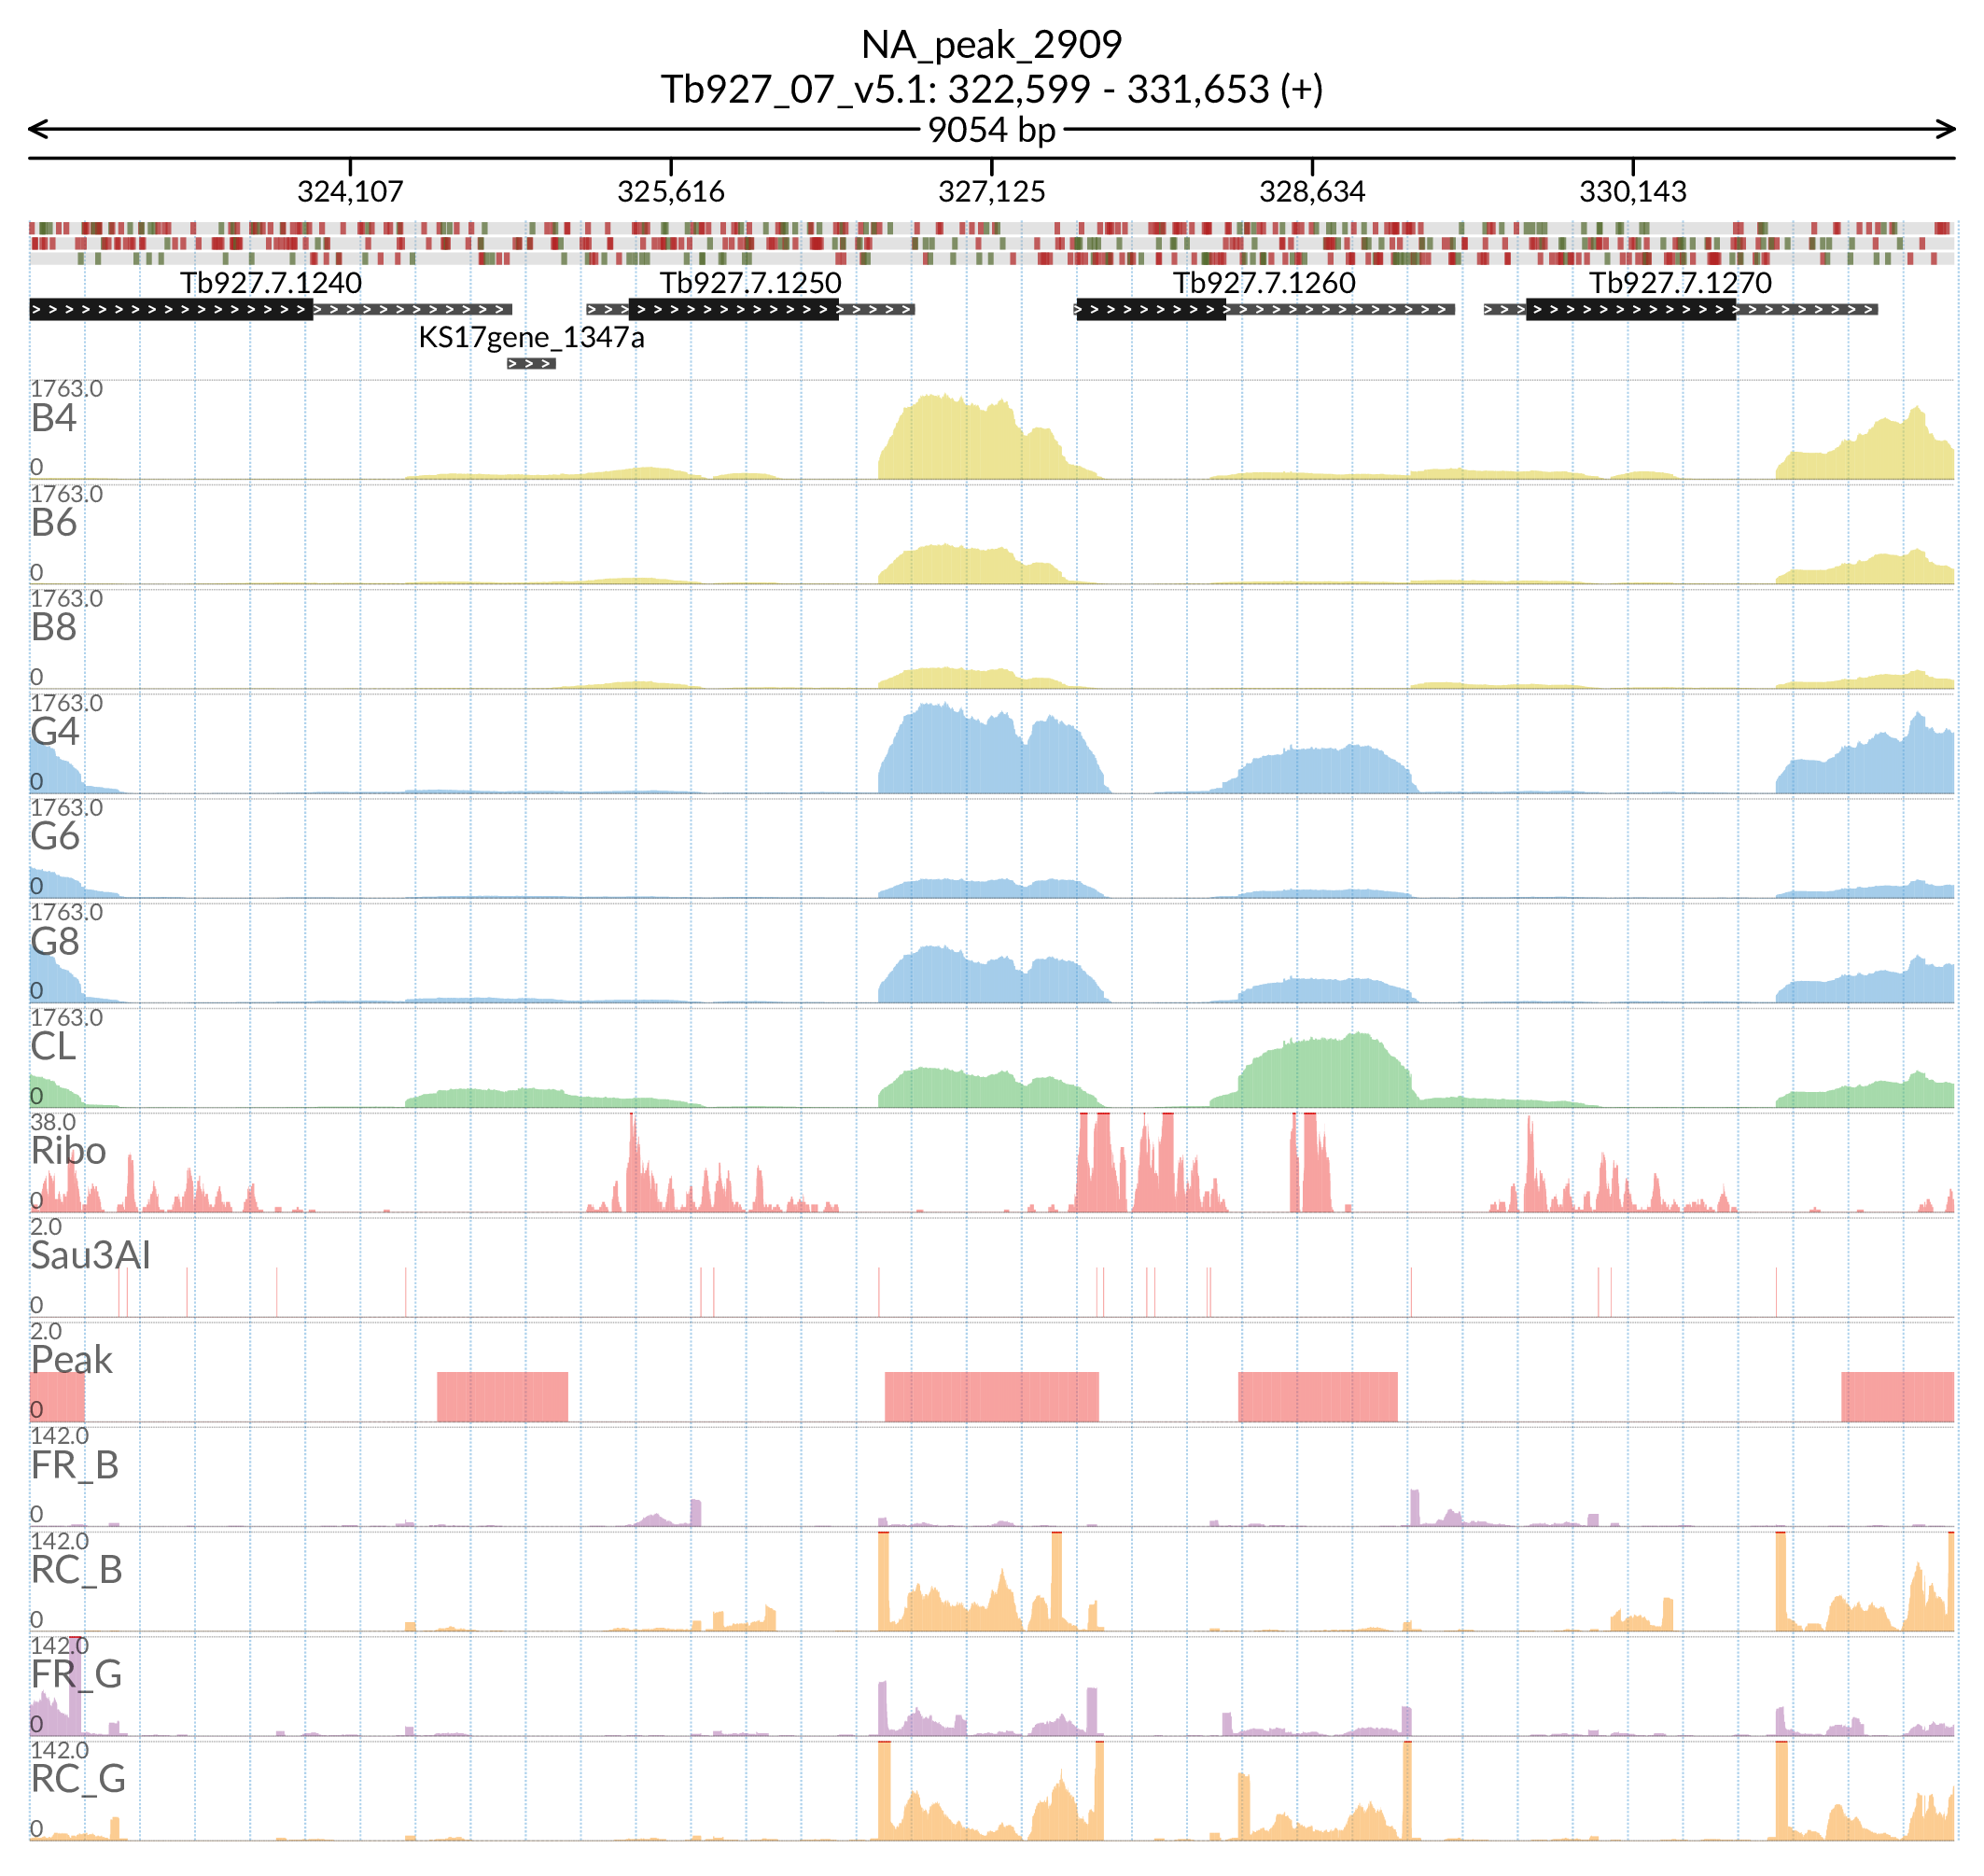 NA_peak_2909
Tb927_07_v5.1: 322,599 - 331,653 (+)
9054 bp
324,107 325,616 327,125 328,634 330,143
Tb927.7.1240 Tb927.7.1250 Tb927.7.1260 Tb927.7.1270
KS17gene_1347a
1763.0
B4
0
1763.0
B6
0
1763.0
B8
0
1763.0
G4
0
1763.0
G6
0
1763.0
G8
0
1763.0
CL
0
38.0
Ribo
0
2.0
Sau3AI
0
2.0
Peak
0
142.0
FR_B
0
142.0
RC_B
0
142.0
FR_G
0
142.0
RC_G
0